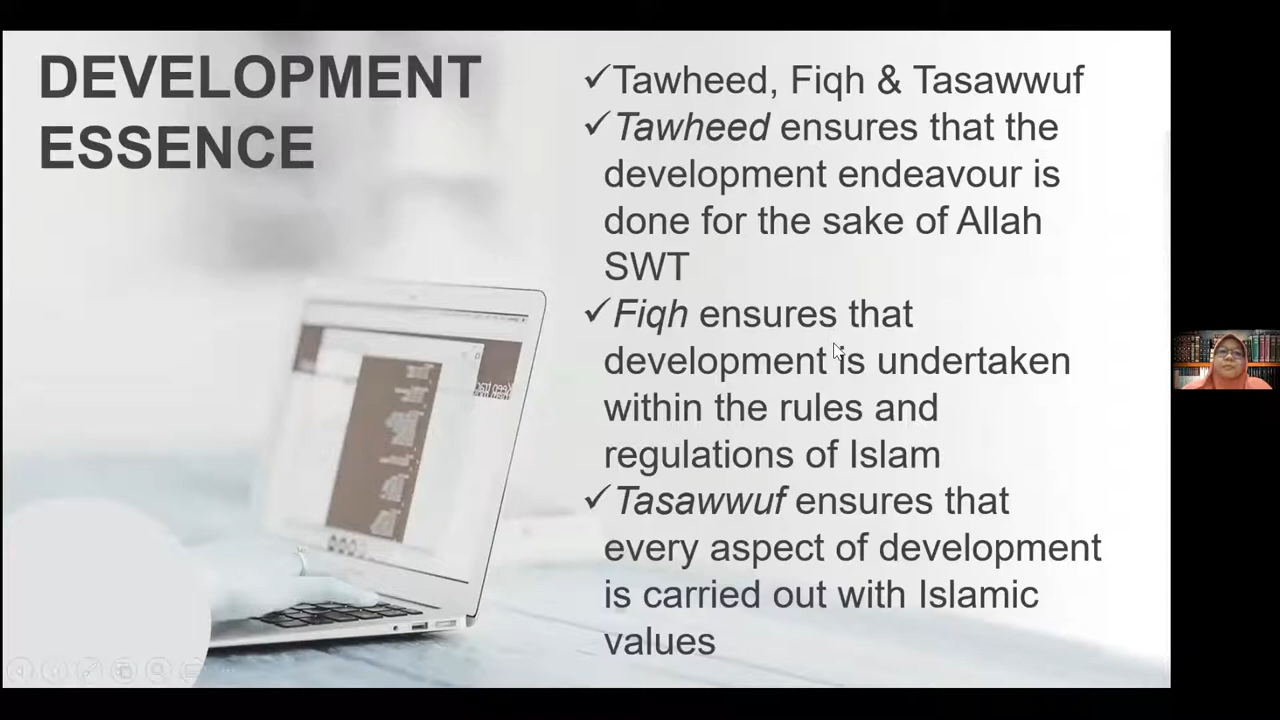 DEVELOPMENT
ESSENCE
✓Tawheed, Fiqh & Tasawwuf
✓Tawheed ensures that the
development endeavour is
done for the sake of Allah
SWT
✓Fiqh ensures that
development is undertaken
within the rules and
regulations of Islam
✓Tasawwuf ensures that
every aspect of development
is carried out with Islamic
values